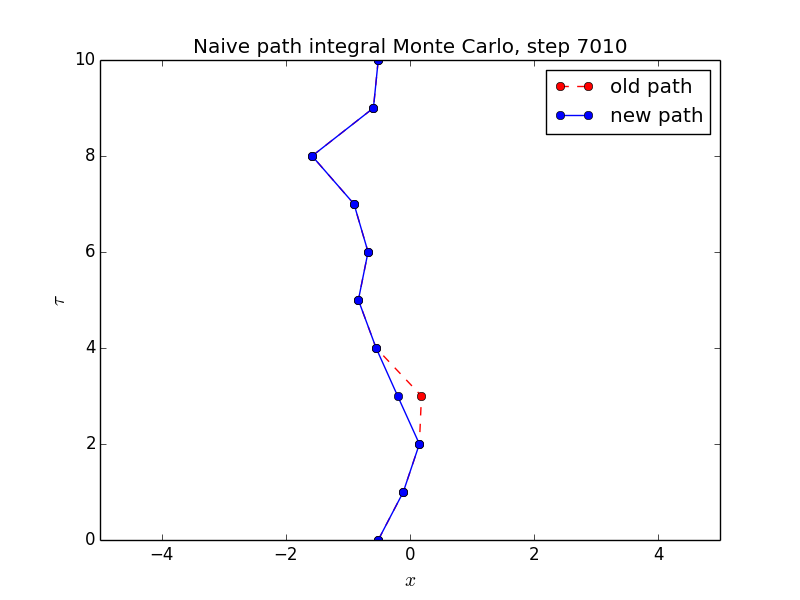 Naive path integral Monte Carlo, step 7010
10
old path
new path
8
6
τ
4
2
0
−4 −2 0 2 4
x